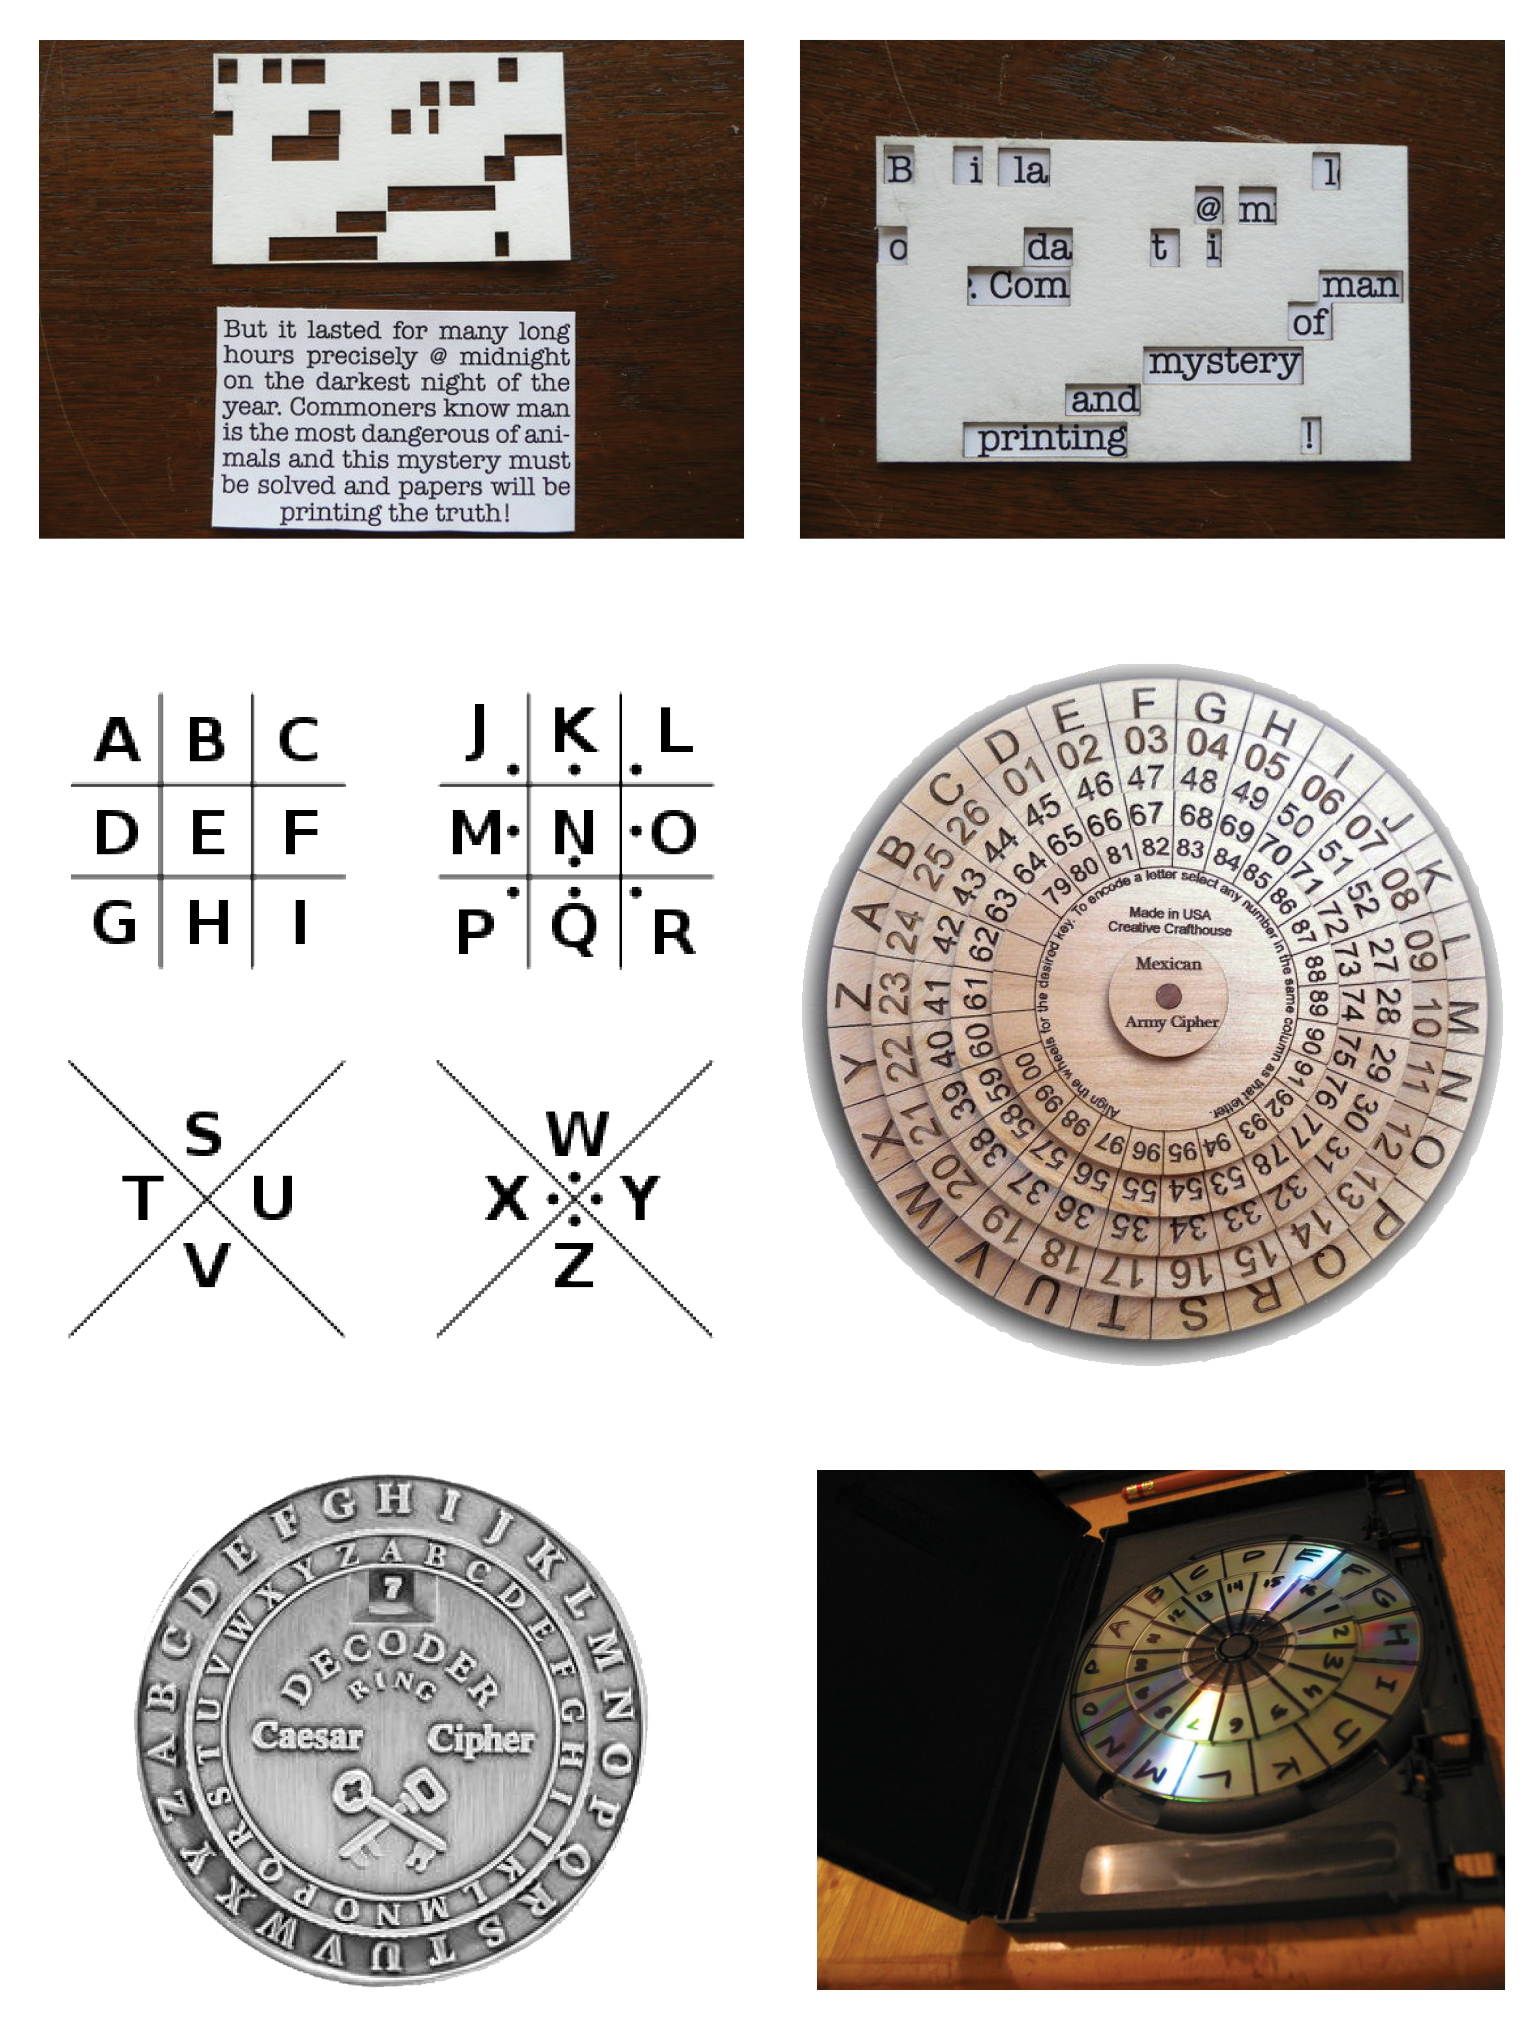 But it lasted for many long
hours precisely @ midnight
on the darkest night of the
year. Commoners know man
is the most dangerous of ani-
mals and this mystery must
be solved and papers will be
printing the truth!
B i la l
@ m
o da t i
. Com man
of
mystery
and
printing !
A B C
D E F
G H I
J K L
M N O
P Q R
S
T U
V
W
X Y
Z
A B C D E F G H I J K L M N O P Q R S T U V W X Y Z
24 25 26 01 02 03 04 05 06 07 08 09 10 11 12 13 14 15 16 17 18 19 20 21 22 23
42 43 44 45 46 47 48 49 50 51 52 27 28 29 30 31 32 33 34 35 36 37 38 39 40 41
62 63 64 65 66 67 68 69 70 71 72 73 74 75 76 77 78 53 54 55 56 57 58 59 60 61
79 80 81 82 83 84 85 86 87 88 89 90 91 92 93 94 95 96 97 98 99 00
Align the wheels for the desired key. To encode a letter select any number in the same column as that letter.
Made in USA
Creative Crafthouse
Mexican
Army Cipher
A B C D E F G H I J K L M N O P Q R S T U V W X Y Z
T U V W X Y Z A B C D E F G H I J K L M N O P Q R S
7
DECODER
RING
Caesar Cipher
A B C D E F G H I J K L M N O
12 13 14 15 16 1 2 3 4 5 6 7